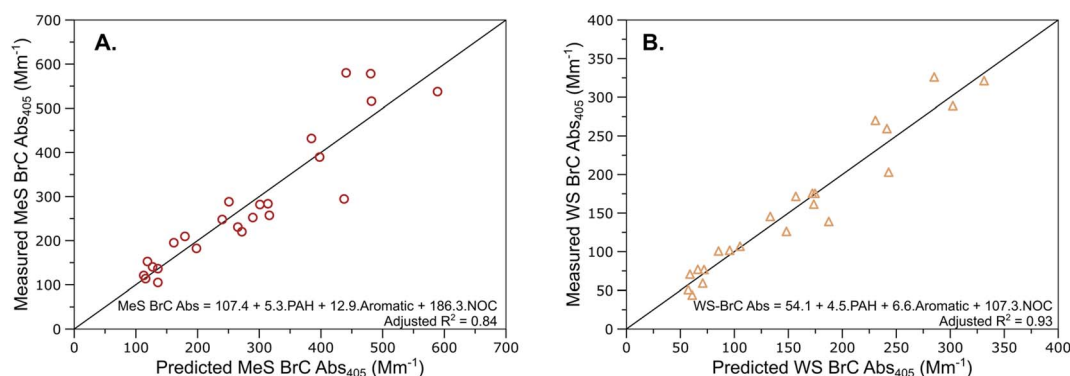 A.
Measured MeS BrC Abs405 (Mm-1)
700
600
500
400
300
200
100
0
MeS BrC Abs = 107.4 + 5.3.PAH + 12.9.Aromatic + 186.3.NOC
Adjusted R2 = 0.84
0 100 200 300 400 500 600 700
Predicted MeS BrC Abs405 (Mm-1)
B.
Measured WS BrC Abs405 (Mm-1)
400
350
300
250
200
150
100
50
0
WS-BrC Abs = 54.1 + 4.5.PAH + 6.6.Aromatic + 107.3.NOC
Adjusted R2 = 0.93
0 50 100 150 200 250 300 350 400
Predicted WS BrC Abs405 (Mm-1)